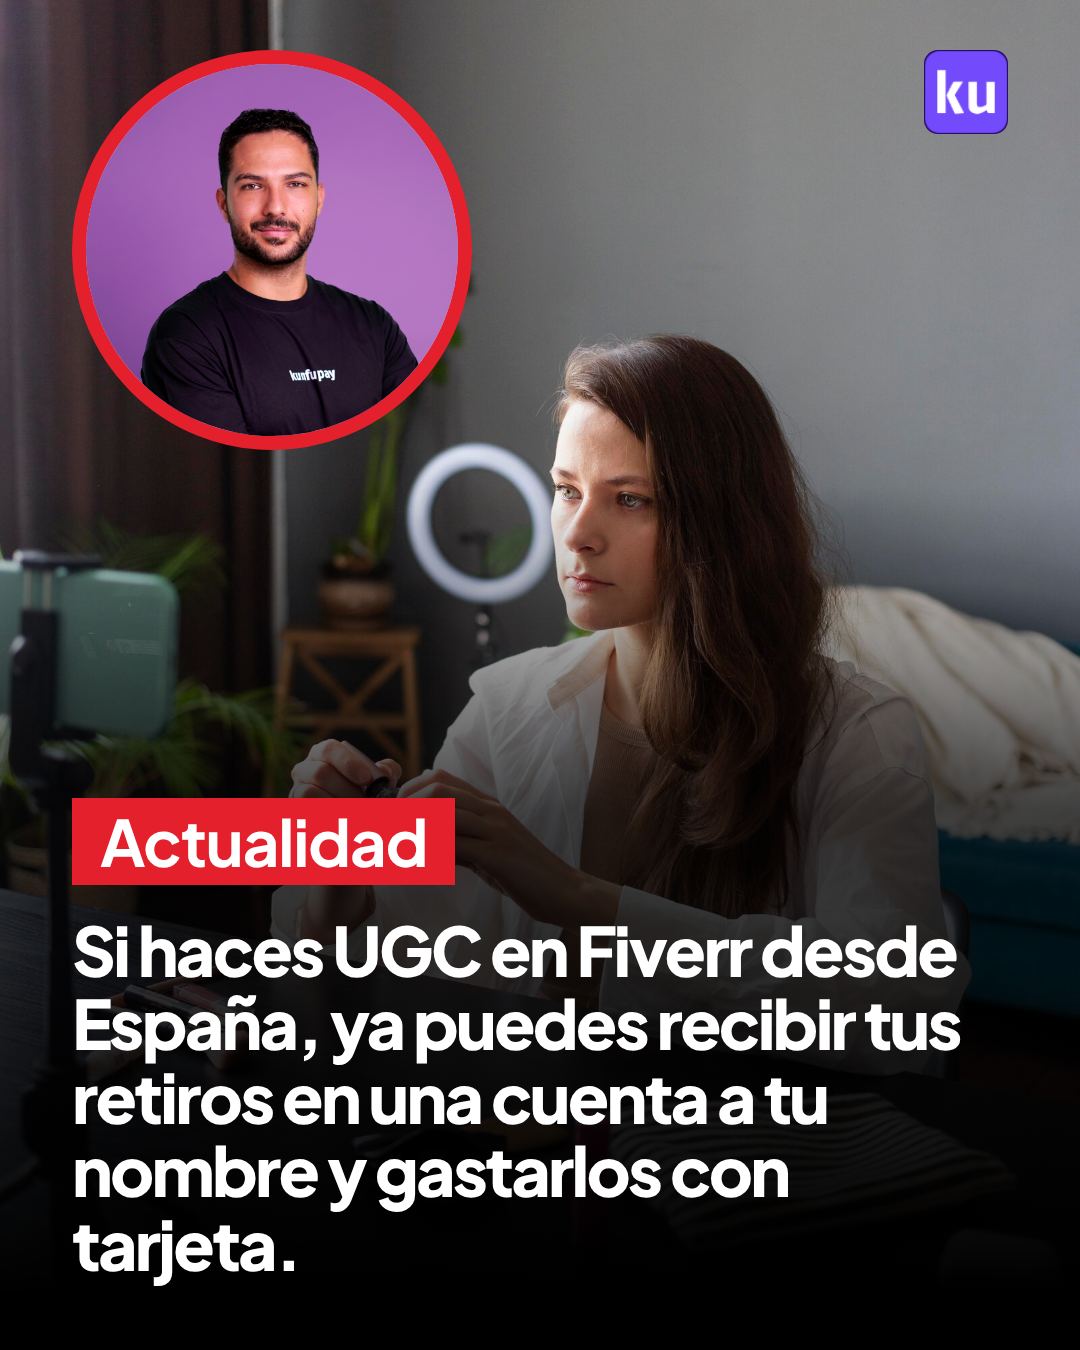 ku
kunfupay
Actualidad
Si haces UGC en Fiverr desde
España, ya puedes recibir tus
retiros en una cuenta a tu
nombre y gastarlos con
tarjeta.